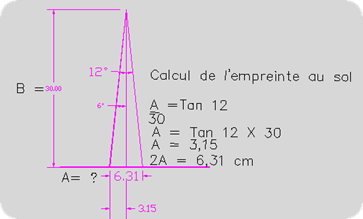 B = 30.00
12°
6°
Calcul de l'empreinte au sol
A = Tan 12
30
A = Tan 12 X 30
A = 3,15
2A = 6,31 cm
A= ? 6,31
3.15